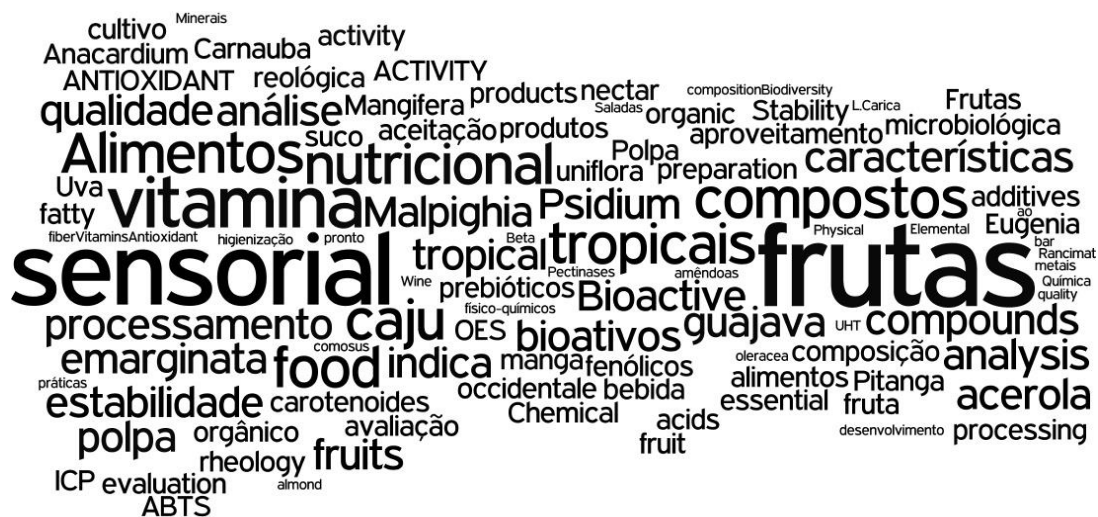 cultivo Minerais
Anacardium Carnauba activity
ANTIOXIDANT reológica ACTIVITY
qualidade análise Mangifera products nectar compositionBiodiversity
Saladas organic Stability L.Carica Frutas
suco aceitação produtos aproveitamento microbiológica
Alimentos nutricional Polpa
uniflora preparation características
Uva vitamina Malpighia Psidium compostos additives
fatty ao Eugenia
fiberVitaminsAntioxidant higienização pronto Beta Physical Elemental bar
sensorial tropical tropicais frutas Rancimat
Wine Pectinases amêndoas metais
prebióticos Bioactive Química
quality
processamento caju físico-químicos
OES bioativos guajava UHT compounds
emarginata comosus food indica manga fenólicos oleracea composição analysis
práticas occidentale bebida alimentos Pitanga acerola
estabilidade carotenoides Chemical essential fruta
polpa orgânico avaliação acids desenvolvimento processing
rheology fruits fruit
ICP evaluation almond
ABTS